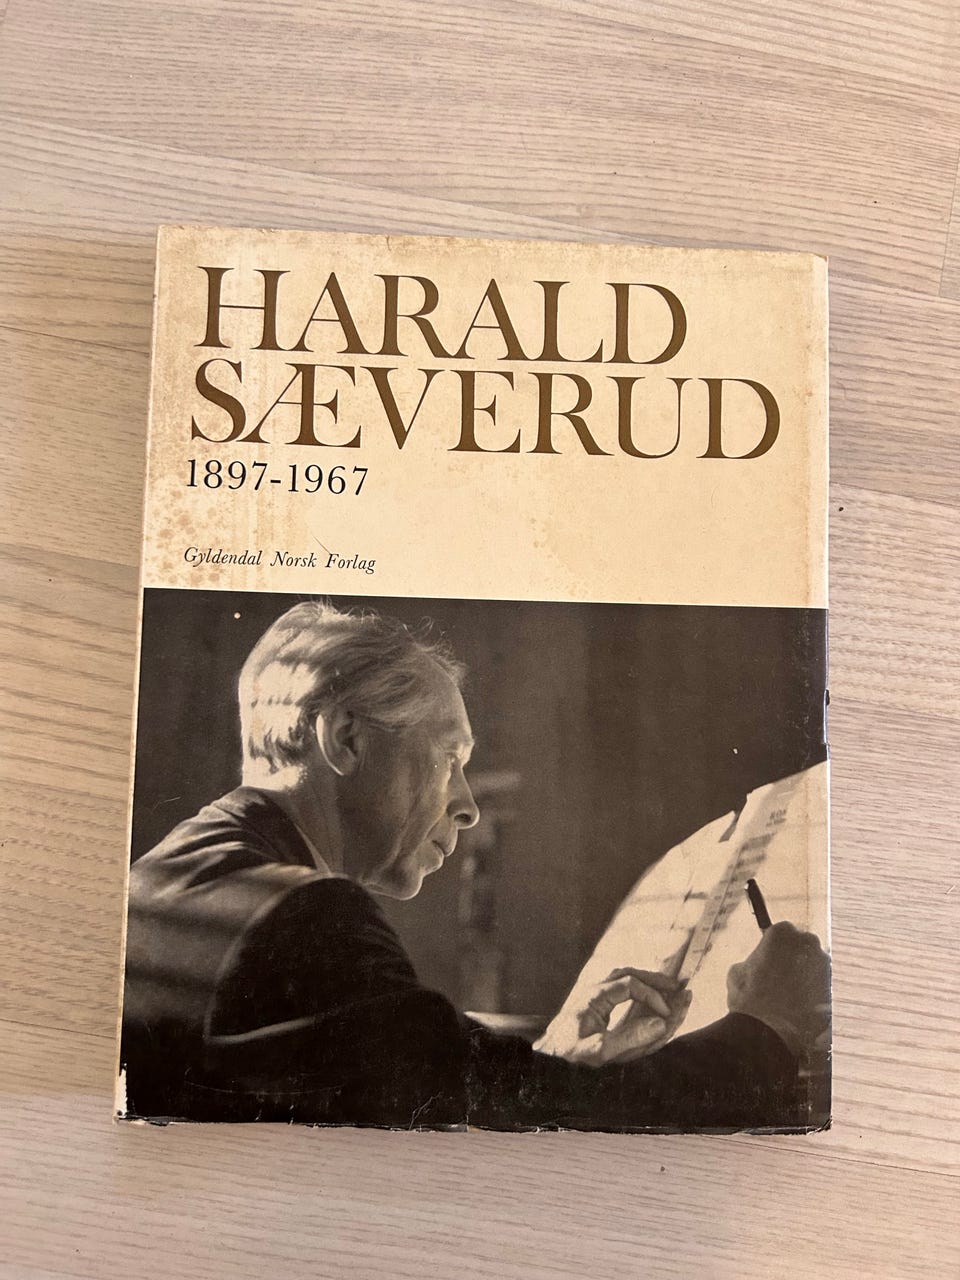 HARALD
SÆVERUD
1897-1967
Gyldendal Norsk Forlag